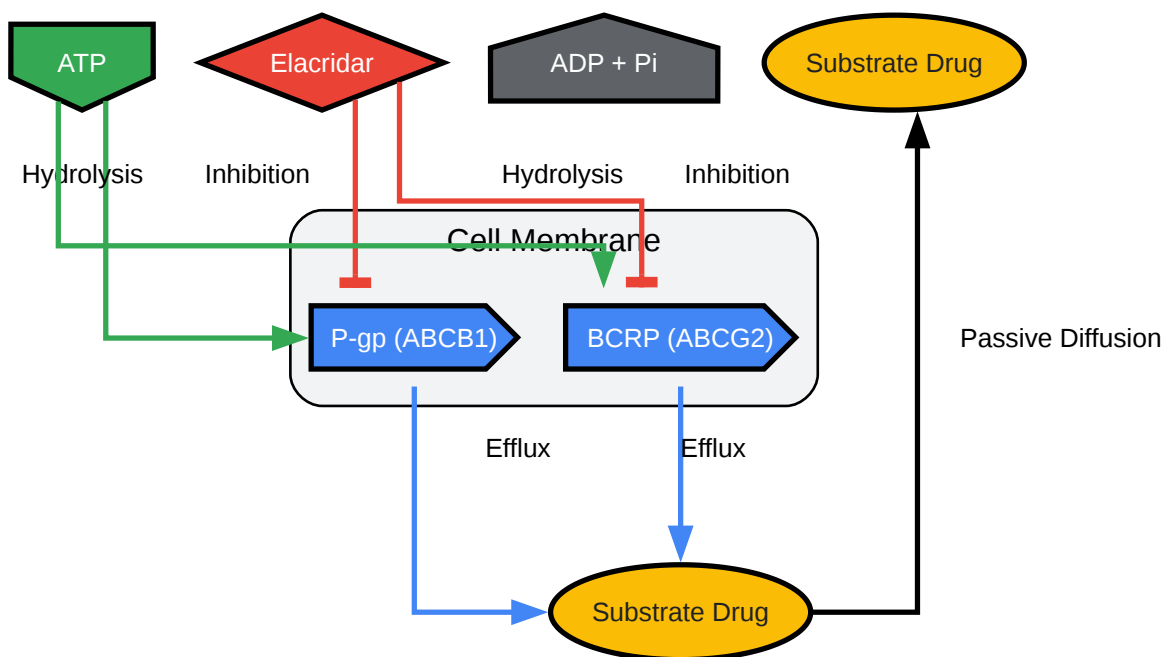 ATP
Elacridar
ADP + Pi
Substrate Drug
Hydrolysis
Inhibition
Hydrolysis
Inhibition
Cell Membrane
P-gp (ABCB1)
BCRP (ABCG2)
Passive Diffusion
Efflux
Efflux
Substrate Drug